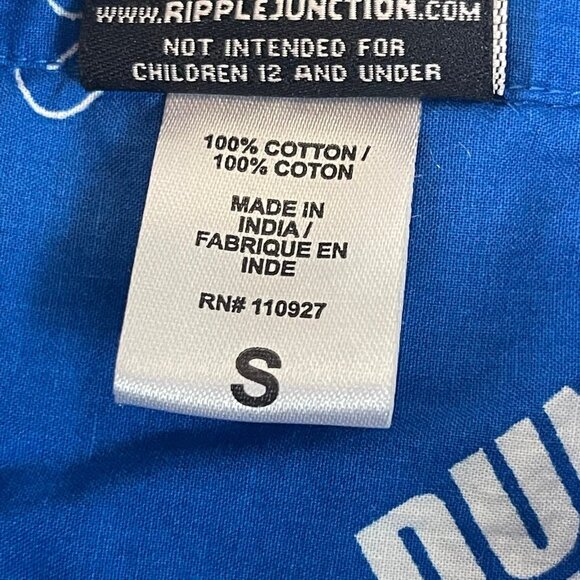 www.RIPPLEJUNCTION.COM
NOT INTENDED FOR
CHILDREN 12 AND UNDER
100% COTTON /
100% COTON
MADE IN
INDIA /
FABRIQUE EN
INDE
RN# 110927
S